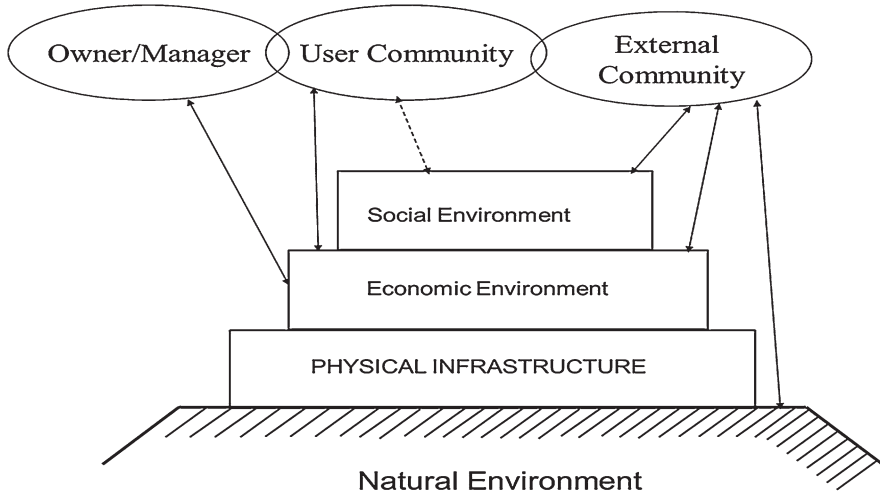 Owner/Manager
User Community
External
Community
Social Environment
Economic Environment
PHYSICAL INFRASTRUCTURE
Natural Environment